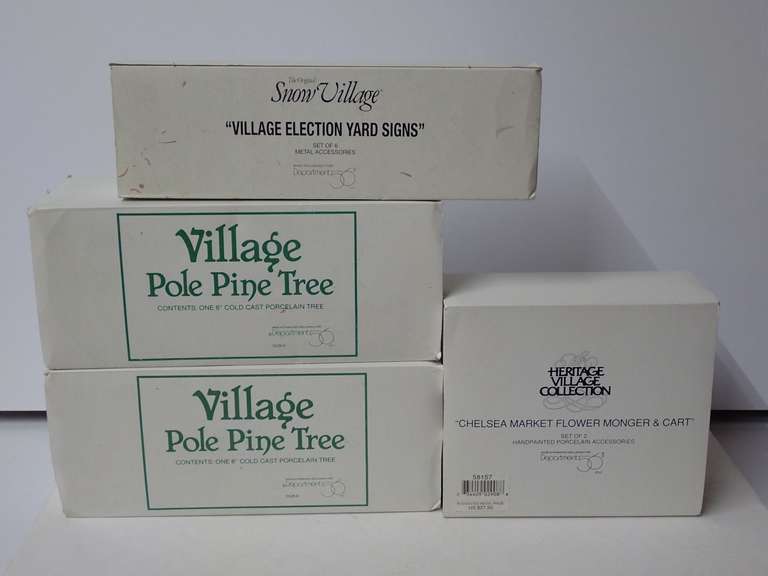 The Original
Snow Village
"VILLAGE ELECTION YARD SIGNS"
SET OF 6
METAL ACCESSORIES
Department 56
Village
Pole Pine Tree
CONTENTS: ONE 6" COLD CAST PORCELAIN TREE
Department 56
Village
Pole Pine Tree
CONTENTS: ONE 6" COLD CAST PORCELAIN TREE
Department 56
HERITAGE
VILLAGE
COLLECTION
"CHELSEA MARKET FLOWER MONGER & CART"
SET OF 2
HANDPAINTED PORCELAIN ACCESSORIES
Department 56
58157
US $27.50